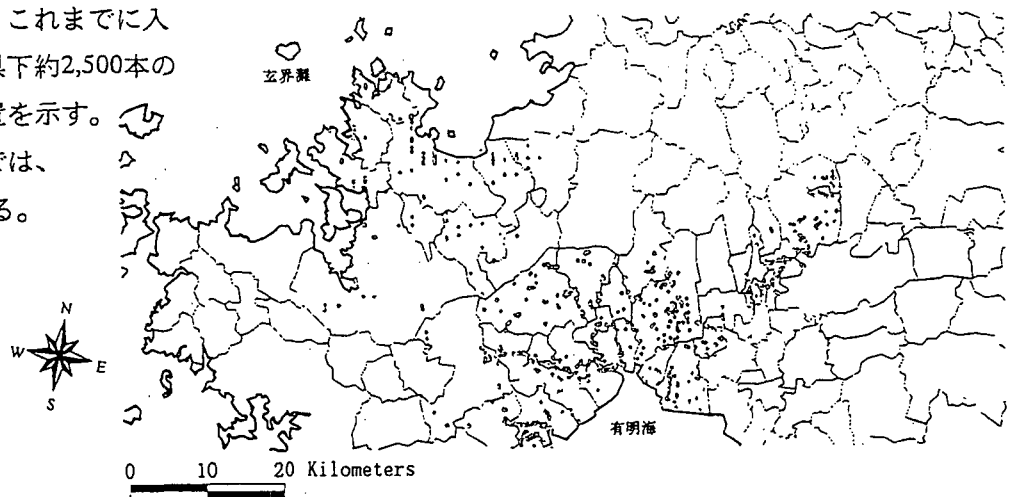 これまでに入
県下約2,500本の
置を示す。
では、
る。
玄界灘
有明海
N
W
E
S
0 10 20 Kilometers